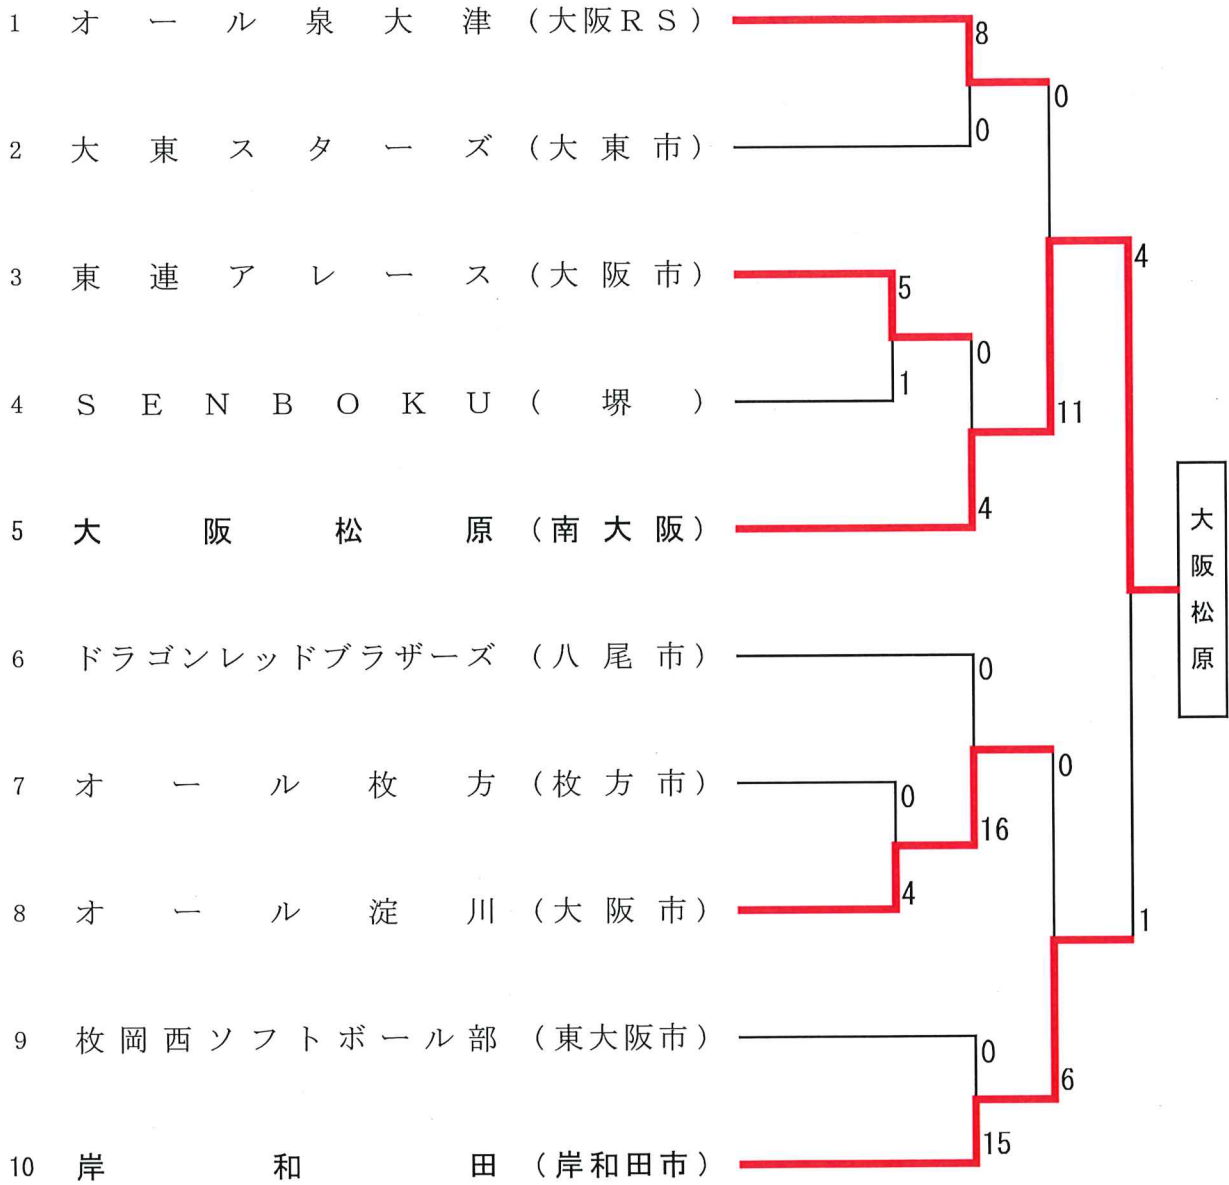 1 オール泉大津 (大阪RS)
8
0
0
2 大東スターズ (大東市)
3 東連アレース (大阪市)
4
5
0
1
4 SENBOKU (堺)
11
5 大阪松原 (南大阪)
4
大阪松原
6 ドラゴンレッドブラザーズ (八尾市)
0
0
7 オール枚方 (枚方市)
0
16
4
8 オール淀川 (大阪市)
1
9 枚岡西ソフトボール部 (東大阪市)
0
6
15
10 岸和田 (岸和田市)